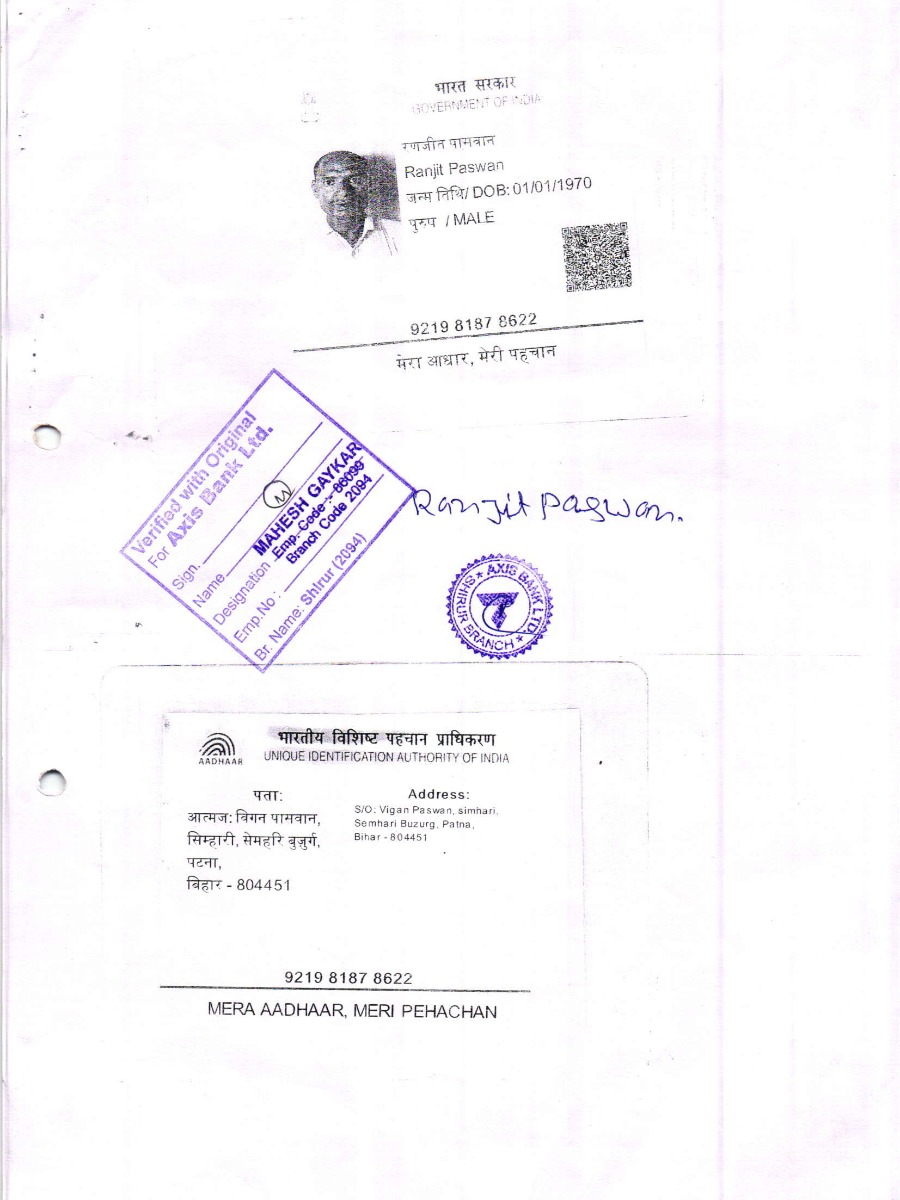 भारत सरकार
GOVERNMENT OF INDIA
रणजीत पासवान
Ranjit Paswan
जन्म तिथि/ DOB: 01/01/1970
पुरुष / MALE
9219 8187 8622
मेरा आधार, मेरी पहचान
Verified with Original
For Axis Bank Ltd.
Sign.
Name MAHESH GAYKAR
Designation Emp. Code :- 86099
Branch Code 2094
Emp. No :
Br. Name: Shirur (2094)
Ranjit Paswan.
AXIS BANK LTD.
SHIRUR BRANCH
AADHAAR
भारतीय विशिष्ट पहचान प्राधिकरण
UNIQUE IDENTIFICATION AUTHORITY OF INDIA
पता:
आत्मज: विगन पासवान,
सिम्हारी, सेमहरि बुजुर्ग,
पटना,
बिहार - 804451
Address:
S/O: Vigan Paswan, simhari,
Semhari Buzurg, Patna,
Bihar - 804451
9219 8187 8622
MERA AADHAAR, MERI PEHACHAN